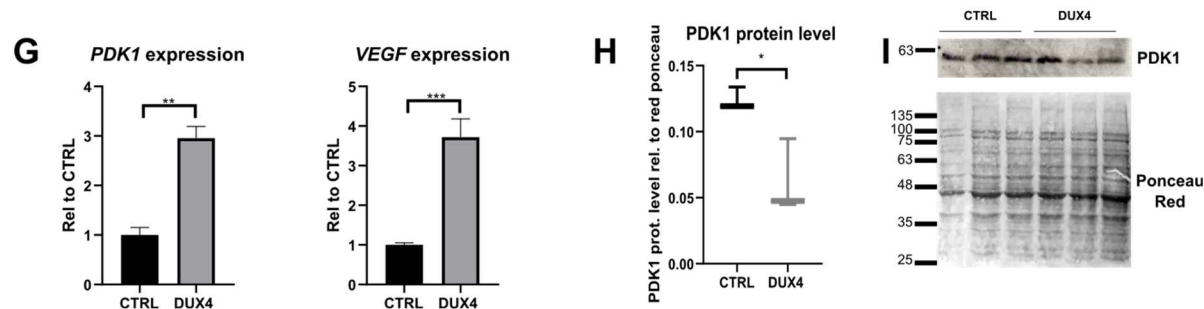 G
PDK1 expression
Rel to CTRL
4
3
2
1
0
**
CTRL DUX4
VEGF expression
Rel to CTRL
5
4
3
2
1
0
***
CTRL DUX4
H
PDK1 protein level
PDK1 prot. level rel. to red ponceau
0.15
0.10
0.05
0.00
*
CTRL DUX4
I
CTRL DUX4
63
PDK1
135
100
75
63
48
35
25
Ponceau
Red